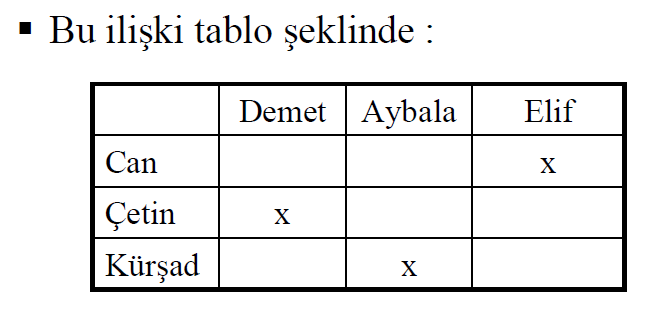 ▪ Bu ilişki tablo şeklinde :
Demet Aybala Elif
Can x
Çetin x
Kürşad x